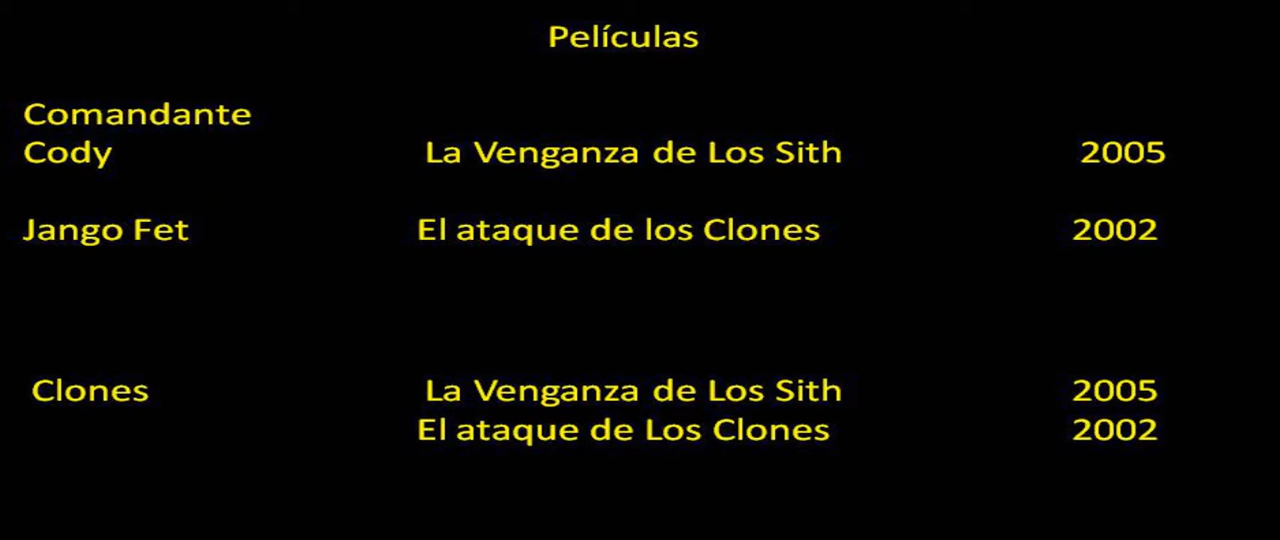 Películas
Comandante
Cody La Venganza de Los Sith 2005
Jango Fet El ataque de los Clones 2002
Clones La Venganza de Los Sith 2005
El ataque de Los Clones 2002